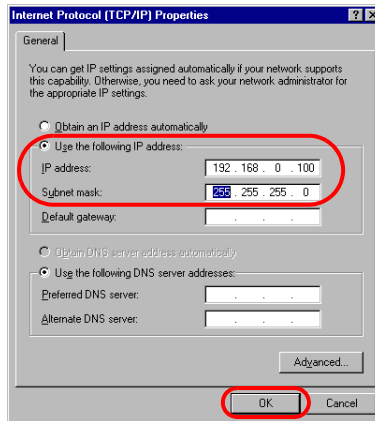 Internet Protocol (TCP/IP) Properties
General
You can get IP settings assigned automatically if your network supports
this capability. Otherwise, you need to ask your network administrator for
the appropriate IP settings.
Obtain an IP address automatically
Use the following IP address:
IP address: 192 . 168 . 0 . 100
Subnet mask: 255 . 255 . 255 . 0
Default gateway: . . .
Obtain DNS server address automatically
Use the following DNS server addresses:
Preferred DNS server: . . .
Alternate DNS server: . . .
Advanced...
OK Cancel